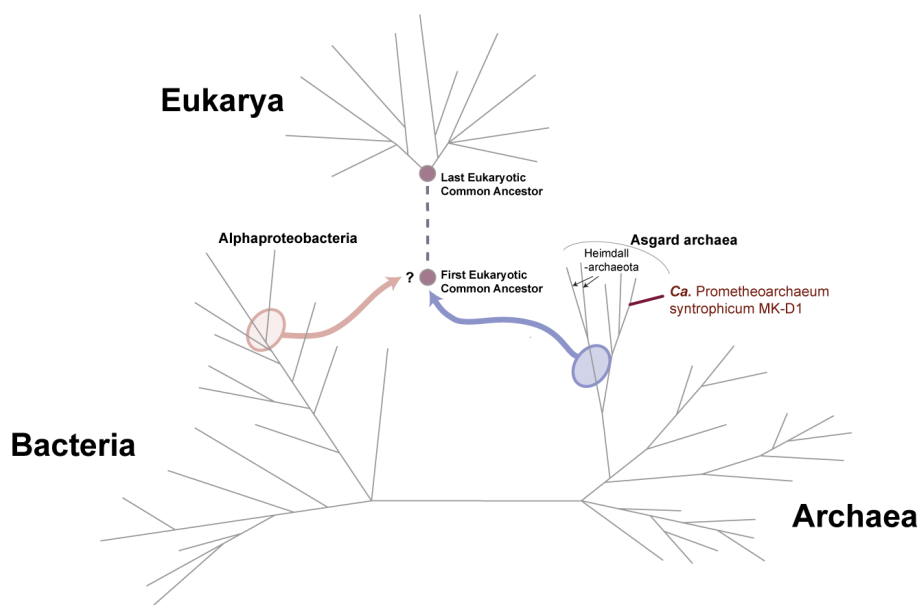 Eukarya
Last Eukaryotic
Common Ancestor
Alphaproteobacteria
Asgard archaea
Heimdall
-archaeota
?
First Eukaryotic
Common Ancestor
Ca. Prometheoarchaeum
syntrophicum MK-D1
Bacteria
Archaea